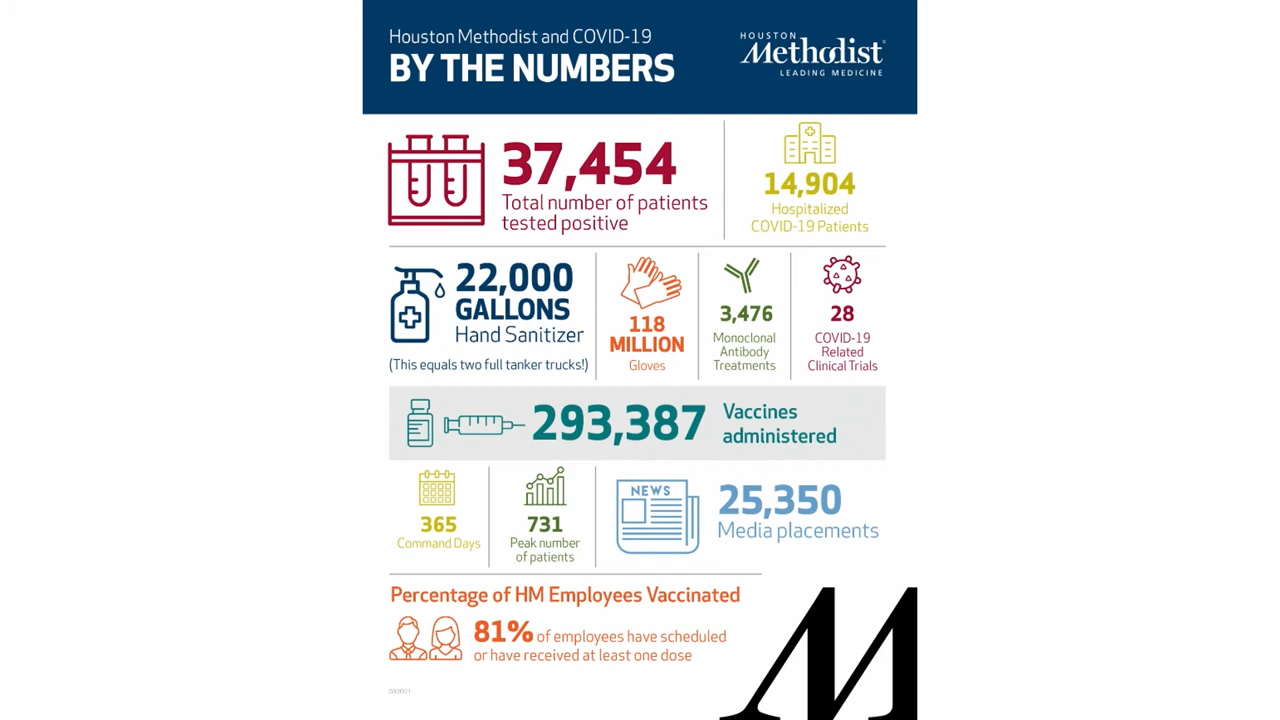 Houston Methodist and COVID-19
BY THE NUMBERS
HOUSTON
Methodist®
LEADING MEDICINE
37,454
Total number of patients
tested positive
14,904
Hospitalized
COVID-19 Patients
22,000
GALLONS
Hand Sanitizer
(This equals two full tanker trucks!)
118
MILLION
Gloves
3,476
Monoclonal
Antibody
Treatments
28
COVID-19
Related
Clinical Trials
293,387
Vaccines
administered
365
Command Days
731
Peak number
of patients
NEWS
25,350
Media placements
Percentage of HM Employees Vaccinated
81% of employees have scheduled
or have received at least one dose
M